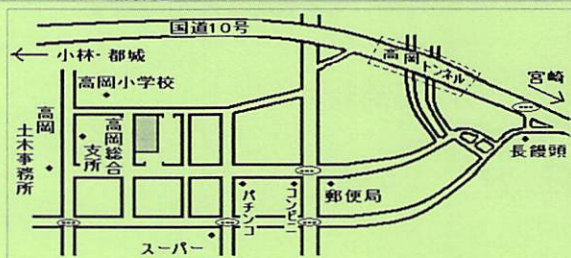 国道10号
← 小林・都城
高岡トンネル
宮崎
高岡小学校
高岡土木事務所
高岡総合支所
長饅頭
パチンコ
コンビニ
郵便局
スーパー